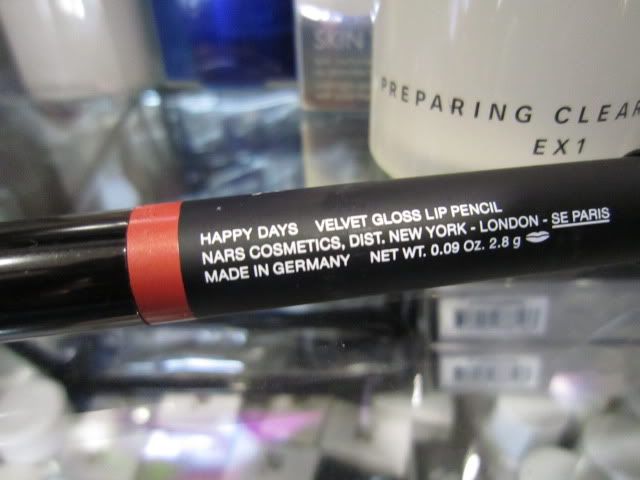 SKIN
PREPARING CLEAR
EX1
HAPPY DAYS VELVET GLOSS LIP PENCIL
NARS COSMETICS, DIST. NEW YORK - LONDON - SE PARIS
MADE IN GERMANY NET WT. 0.09 Oz. 2.8 g